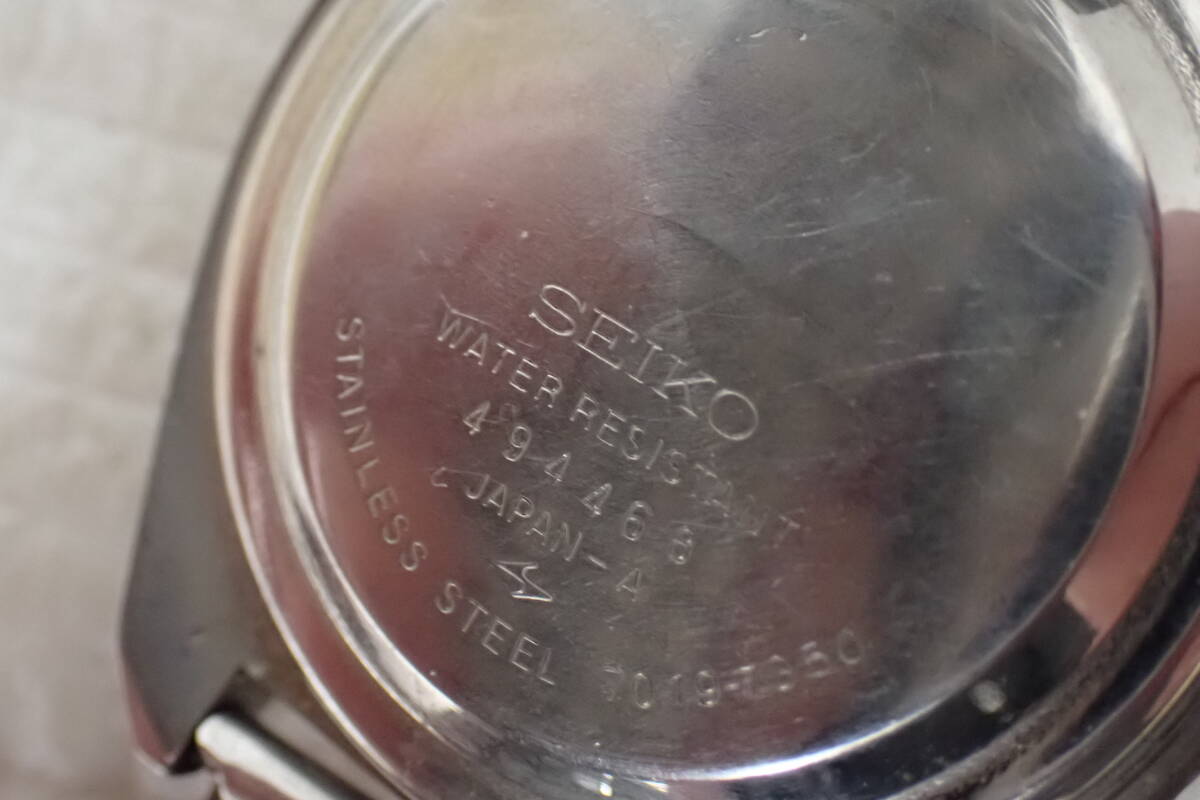 SEIKO
WATER RESISTANT
494468
JAPAN-A
STAINLESS STEEL